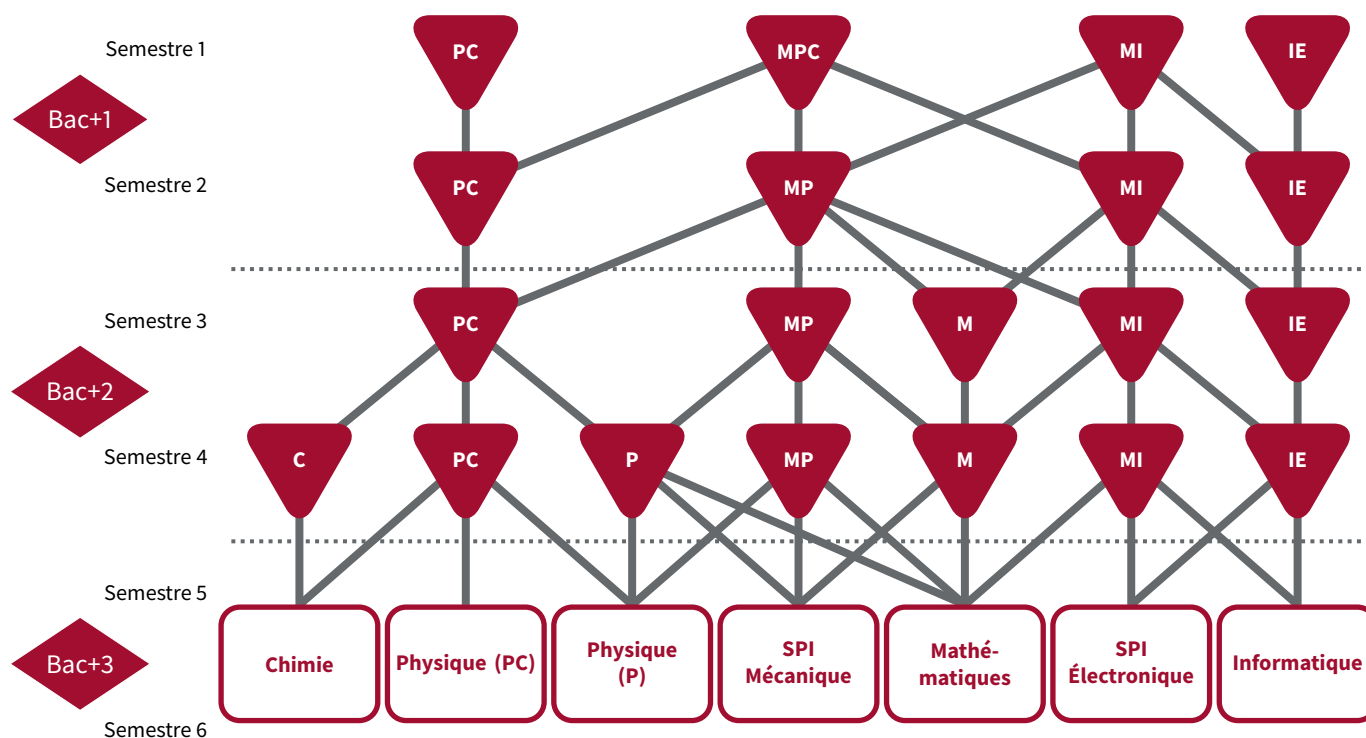 Semestre 1
PC
MPC
MI
IE
Bac+1
Semestre 2
PC
MP
MI
IE
Semestre 3
PC
MP
M
MI
IE
Bac+2
Semestre 4
C
PC
P
MP
M
MI
IE
Semestre 5
Bac+3
Chimie
Physique (PC)
Physique
(P)
SPI
Mécanique
Mathé-
matiques
SPI
Électronique
Informatique
Semestre 6